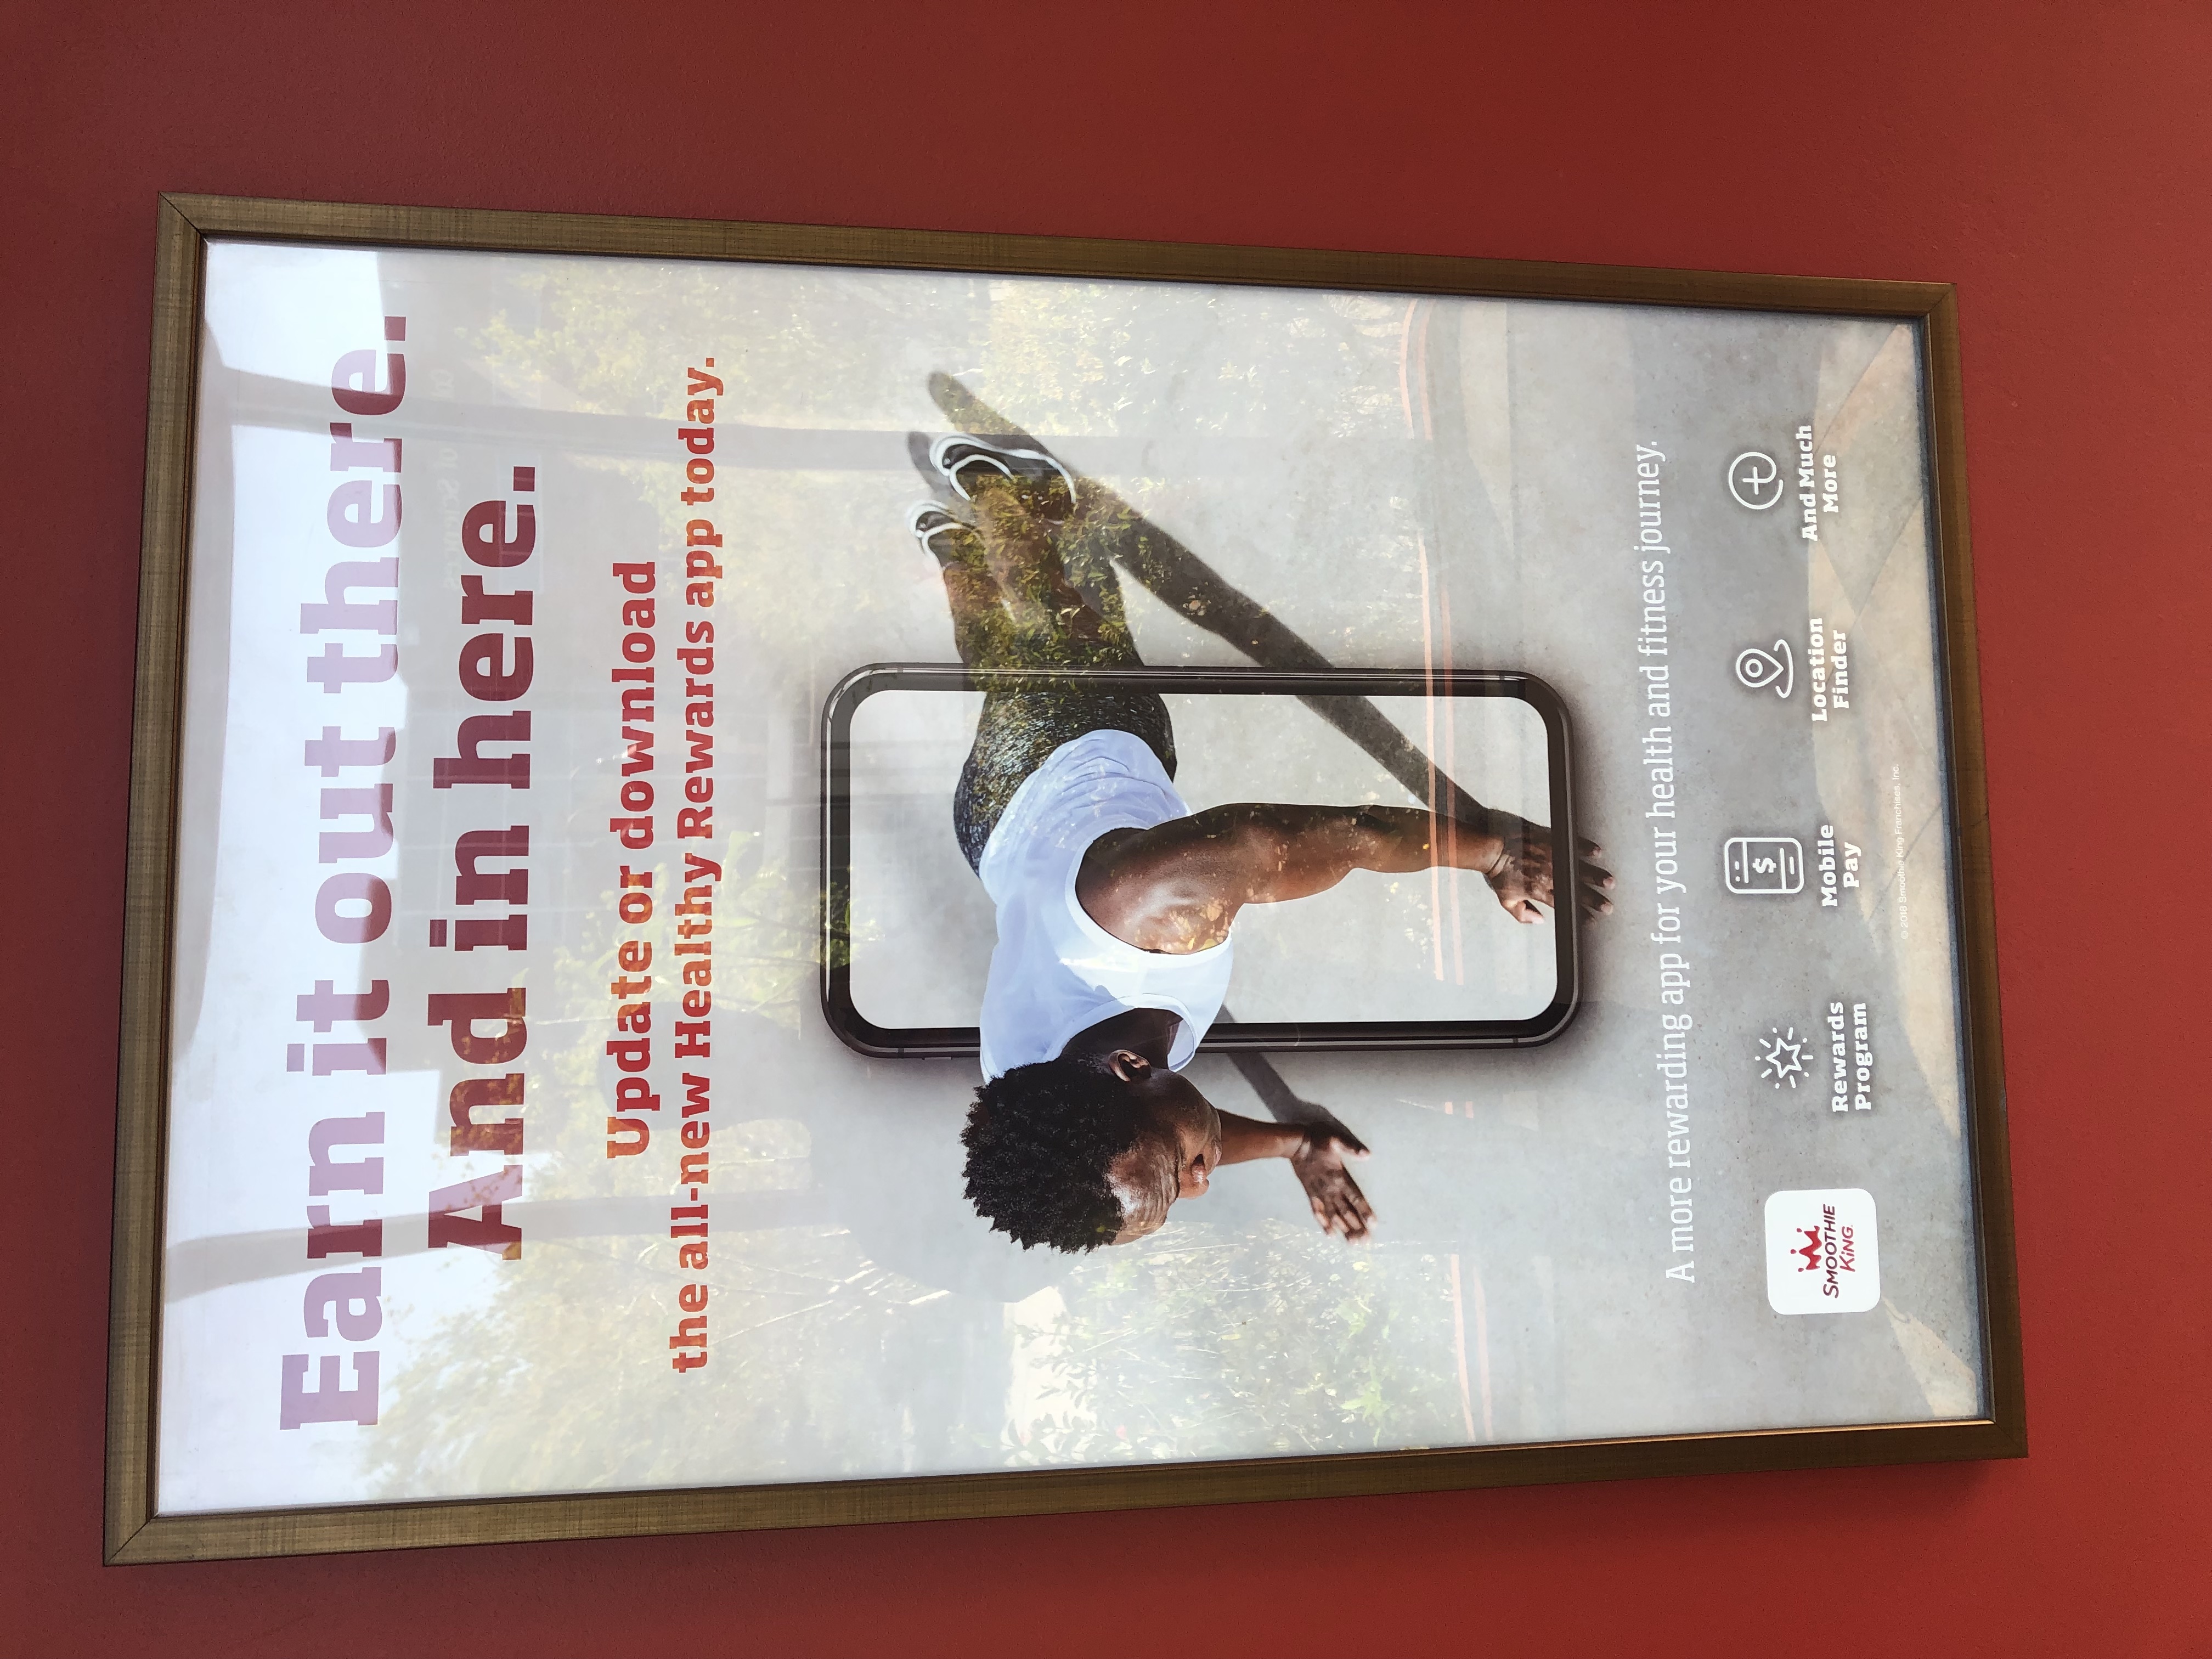 Earn it out there.
And in here.
Update or download
the all-new Healthy Rewards app today.
A more rewarding app for your health and fitness journey.
SMOOTHIE
KiNG
Rewards
Program
$
Mobile
Pay
Location
Finder
And Much
More
© 2018 Smoothie King Franchises, Inc.
of Sciences